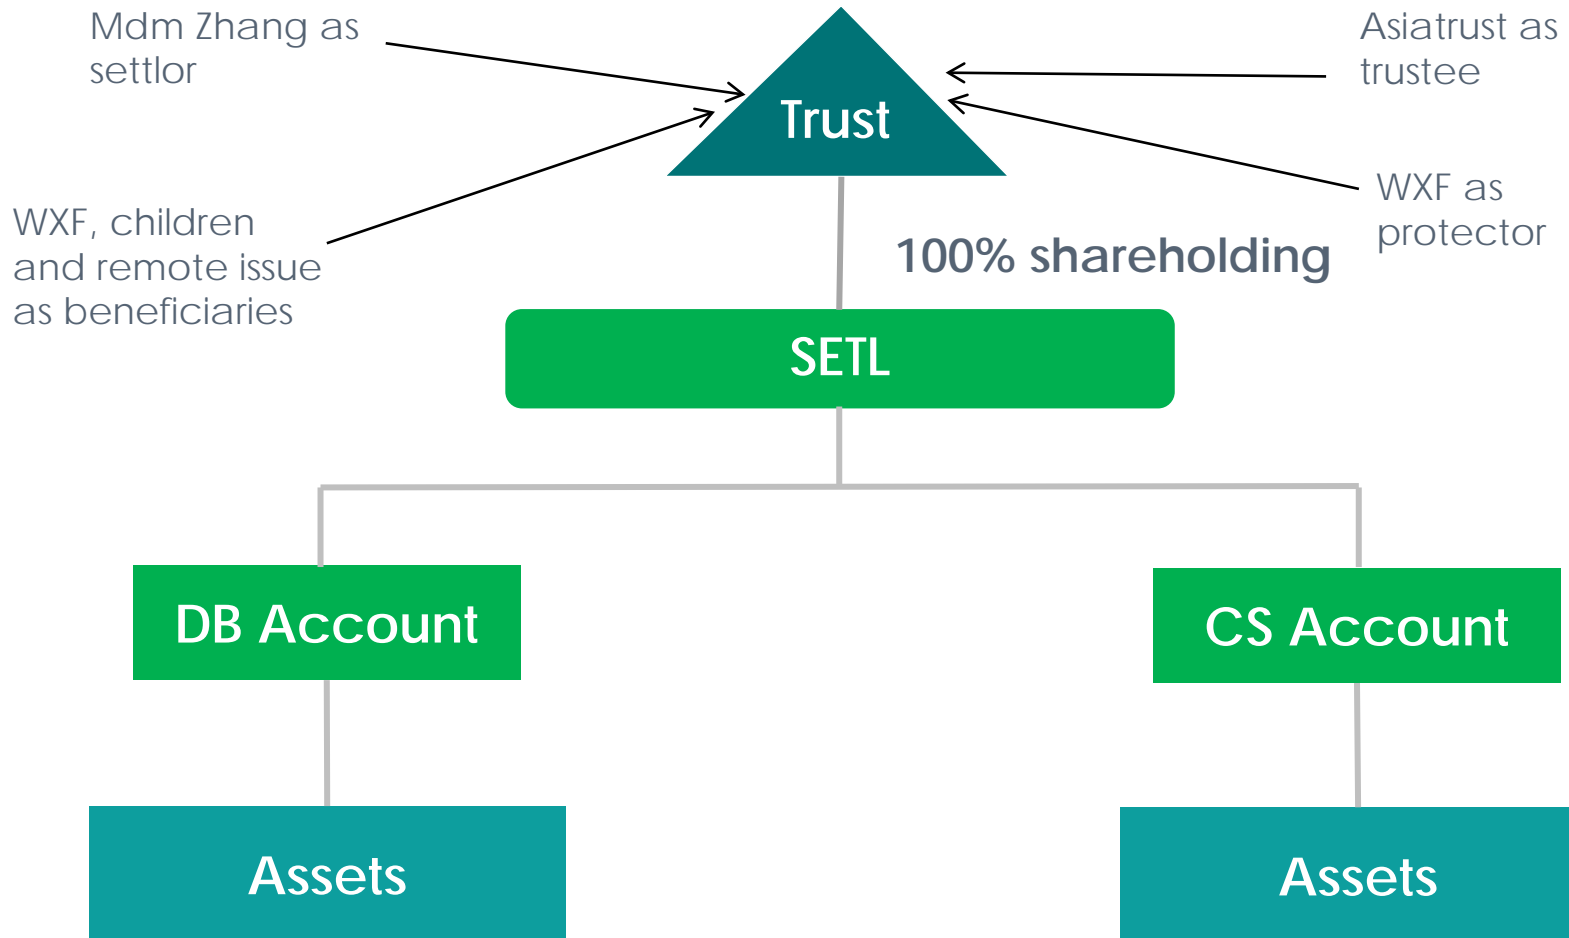 Mdm Zhang as
settlor
Asiatrust as
trustee
Trust
WXF as
protector
WXF, children
and remote issue
as beneficiaries
100% shareholding
SETL
DB Account
CS Account
Assets
Assets